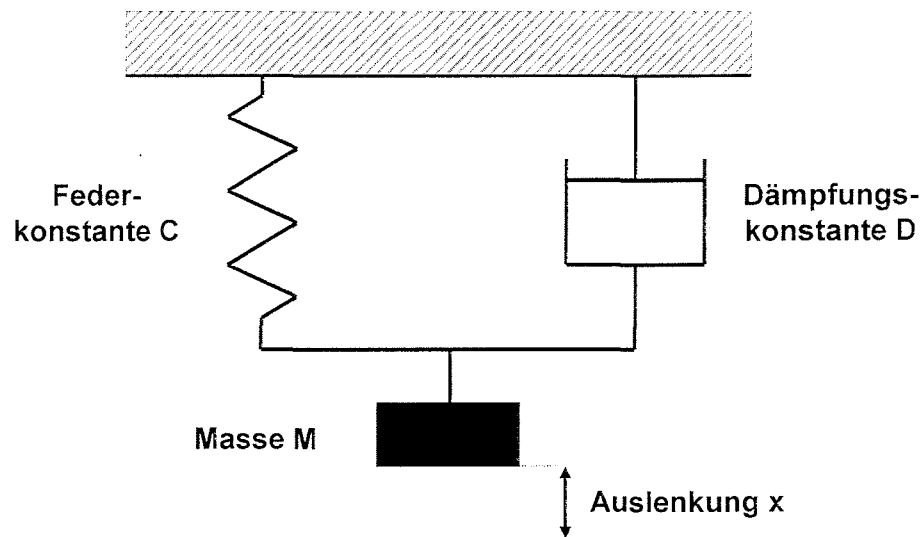 Feder-
konstante C
Dämpfungs-
konstante D
Masse M
Auslenkung x